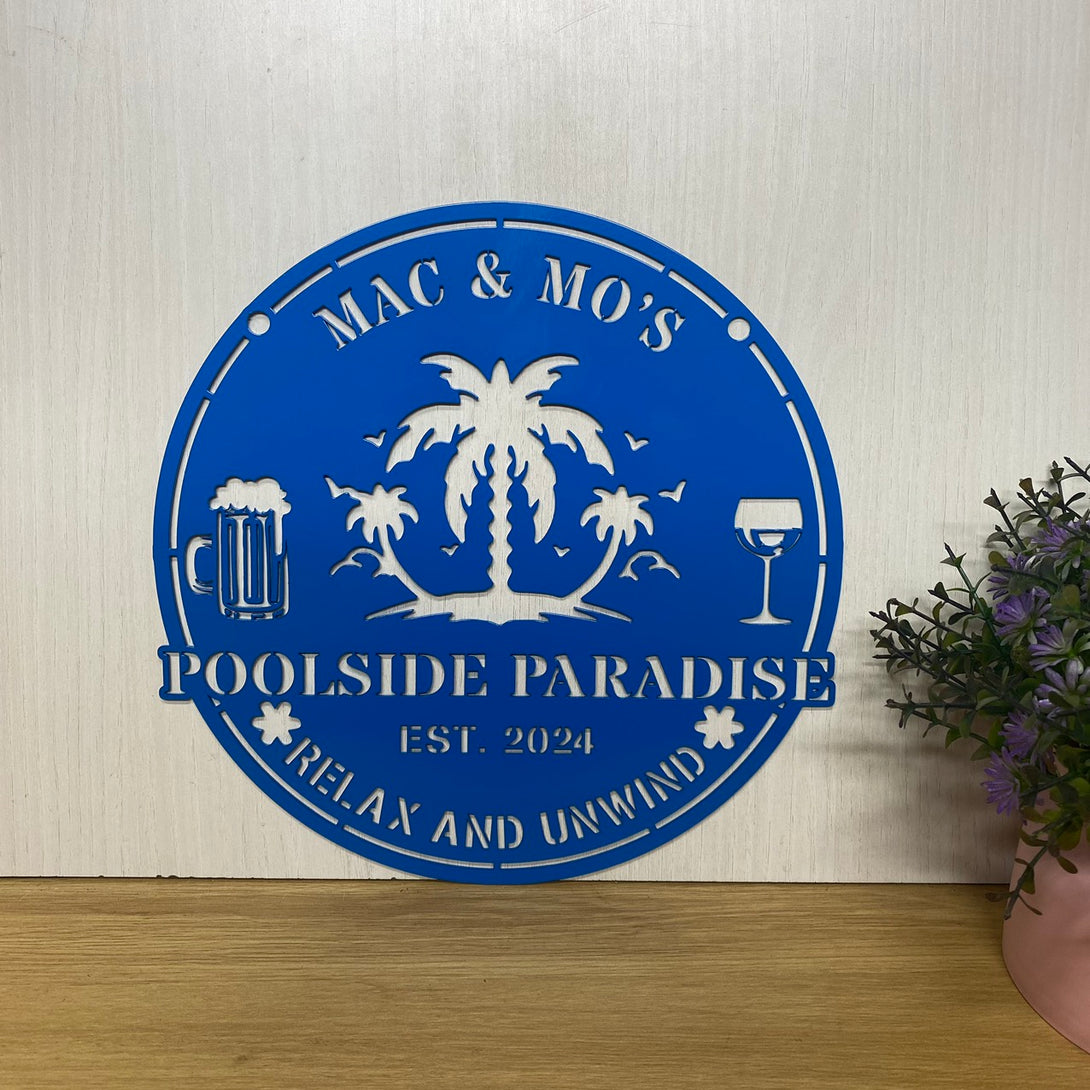 MAC & MO'S
POOLSIDE PARADISE
EST. 2024
RELAX AND UNWIND